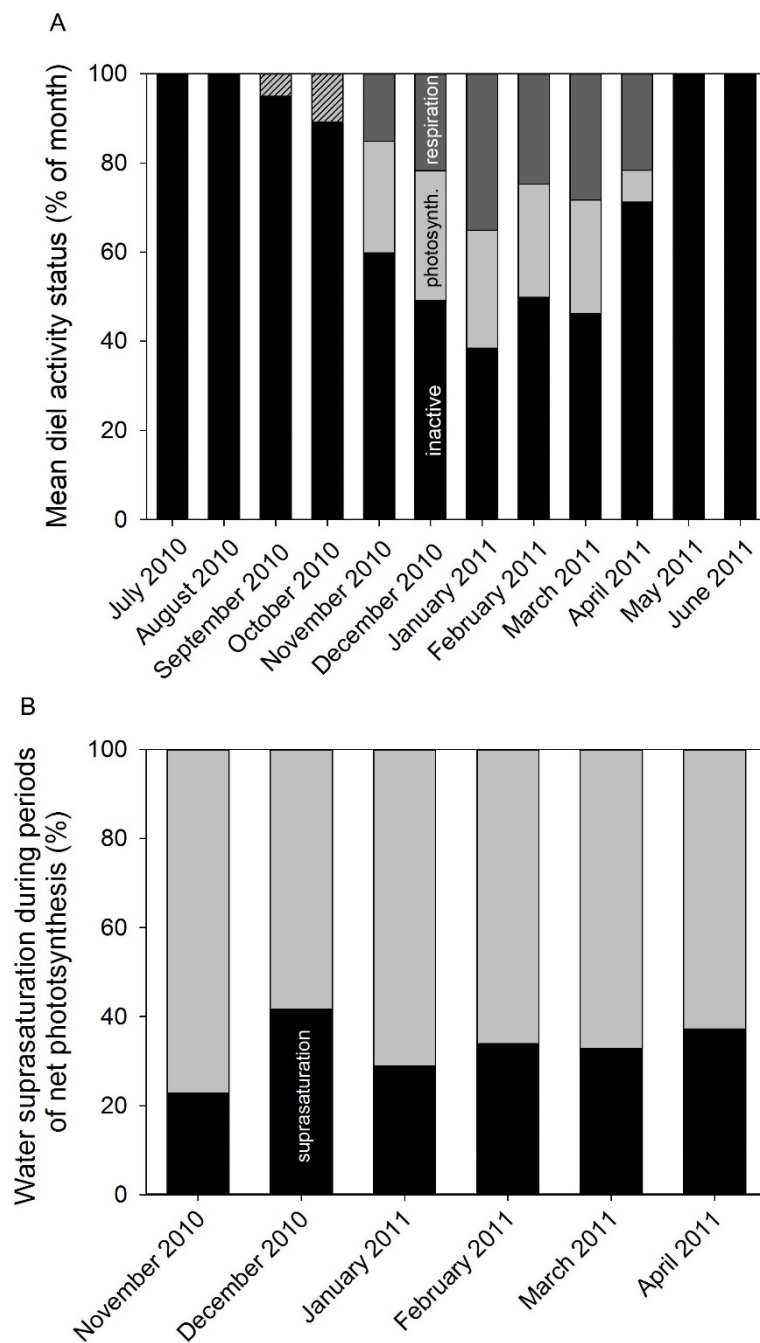 A
Mean diel activity status (% of month)
100
80
60
40
20
0
respiration
photosynth.
inactive
July 2010
August 2010
September 2010
October 2010
November 2010
December 2010
January 2011
February 2011
March 2011
April 2011
May 2011
June 2011
B
Water suprasaturation during periods
of net phototsynthesis (%)
100
80
60
40
20
0
suprasaturation
November 2010
December 2010
January 2011
February 2011
March 2011
April 2011